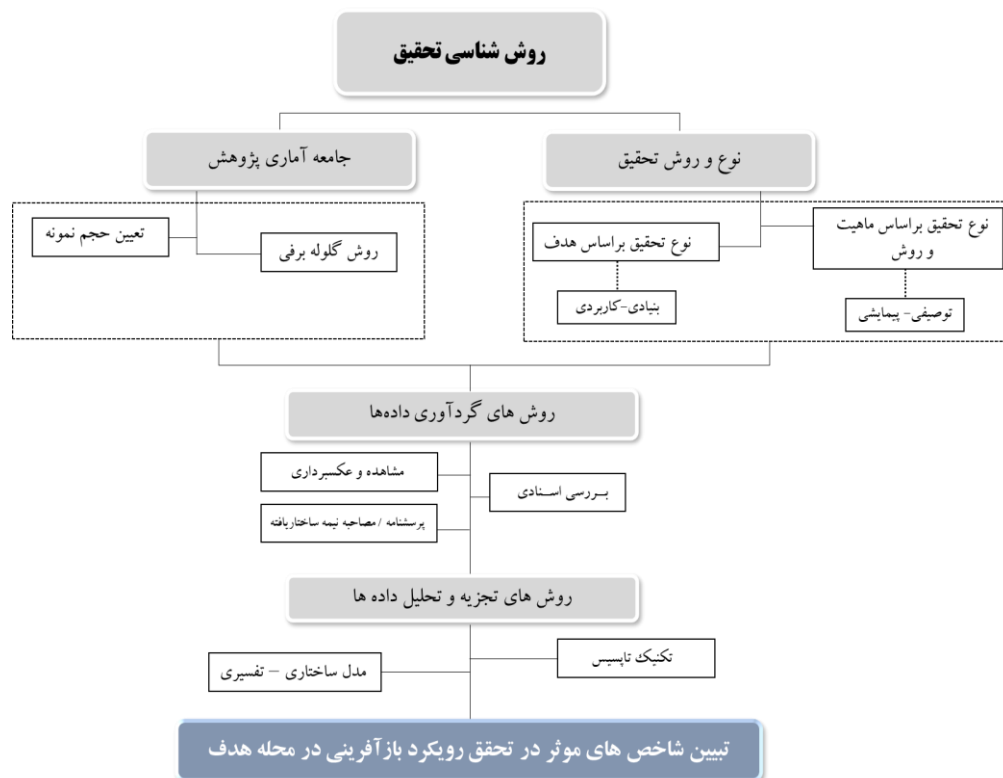 روش شناسی تحقیق
نوع و روش تحقیق
جامعه آماری پژوهش
نوع تحقیق براساس ماهیت
و روش
نوع تحقیق براساس هدف
توصیفی- پیمایشی
بنیادی-کاربردی
تعیین حجم نمونه
روش گلوله برفی
روش های گردآوری داده‌ها
مشاهده و عکسبرداری
بـــررسی اســـنادی
پرسشنامه / مصاحبه نیمه ساختاریافته
روش های تجزیه و تحلیل داده ها
تکنیک تاپسیس
مدل ساختاری – تفسیری
تبیین شاخص های موثر در تحقق رویکرد بازآفرینی در محله هدف